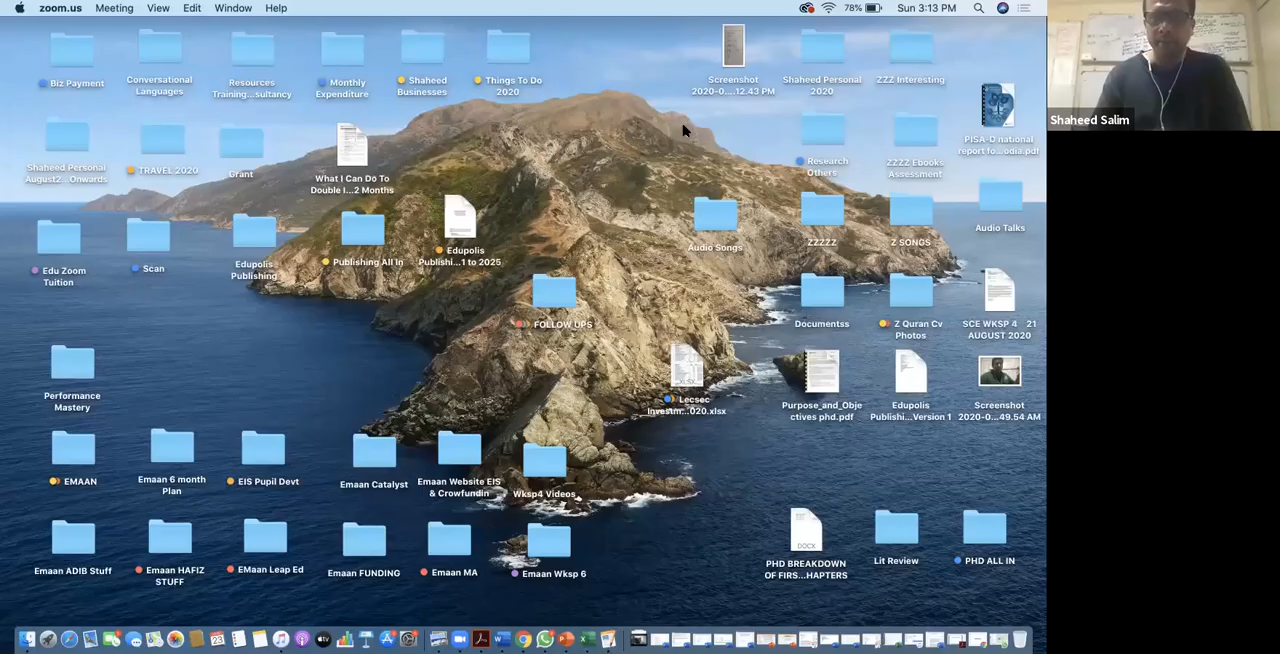 zoom.us Meeting View Edit Window Help
78% Sun 3:13 PM
Biz Payment
Conversational
Languages
Resources
Training...sultancy
Monthly
Expenditure
Shaheed
Businesses
Things To Do
2020
Screenshot
2020-0....12.43 PM
Shaheed Personal
2020
ZZZ Interesting
Shaheed Salim
Shaheed Personal
August2...Onwards
TRAVEL 2020
Grant
What I Can Do To
Double I...2 Months
Research
Others
ZZZZ Ebooks
Assessment
PISA-D national
report fo...odia.pdf
Edu Zoom
Tuition
Scan
Edupolis
Publishing
Publishing All In
Edupolis
Publishi...1 to 2025
Audio Songs
ZZZZZ
Z SONGS
Audio Talks
FOLLOW UPS
Documentss
Z Quran Cv
Photos
SCE WKSP 4 21
AUGUST 2020
Performance
Mastery
XLSX
Lecsec
Investm...020.xlsx
Purpose_and_Obje
ctives phd.pdf
Edupolis
Publishi...Version 1
Screenshot
2020-0...49.54 AM
EMAAN
Emaan 6 month
Plan
EIS Pupil Devt
Emaan Catalyst
Emaan Website EIS
& Crowfundin
Wksp4 Videos
Emaan ADIB Stuff
Emaan HAFIZ
STUFF
EMaan Leap Ed
Emaan FUNDING
Emaan MA
Emaan Wksp 6
DOCX
PHD BREAKDOWN
OF FIRS...HAPTERS
Lit Review
PHD ALL IN
23
tv